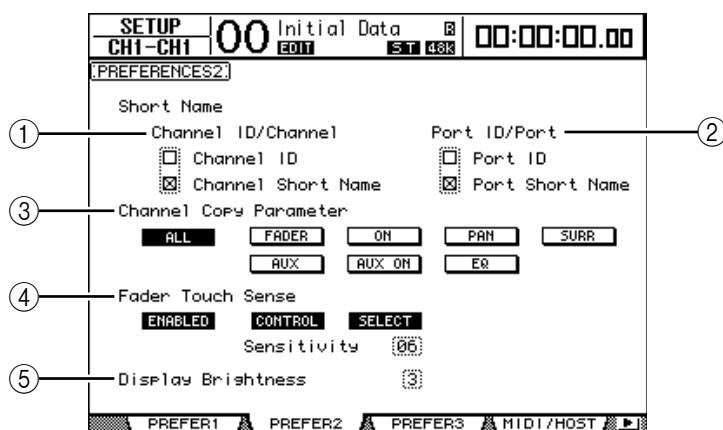 SETUP
CH1-CH1
00
Initial Data
EDIT
ST
48K
00:00:00.00
PREFERENCES2
Short Name
① Channel ID/Channel
Port ID/Port ②
Channel ID
Port ID
Channel Short Name
Port Short Name
③ Channel Copy Parameter
ALL FADER ON PAN SURR
AUX AUX ON EQ
④ Fader Touch Sense
ENABLED CONTROL SELECT
Sensitivity 06
⑤ Display Brightness 3
PREFER1 PREFER2 PREFER3 MIDI/HOST